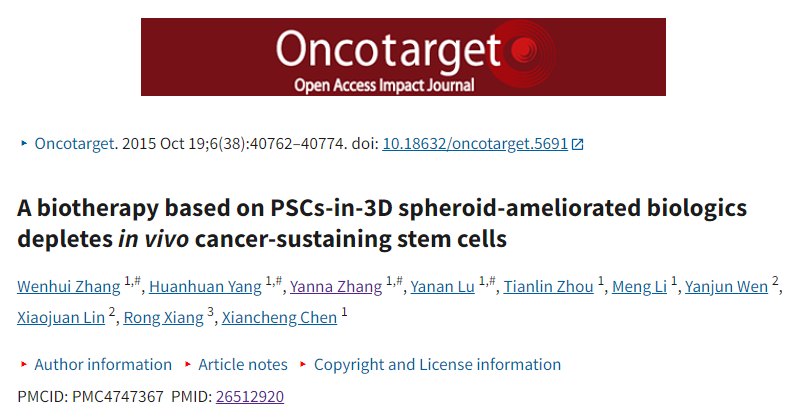 Oncotarget
Open Access Impact Journal
Oncotarget. 2015 Oct 19;6(38):40762–40774. doi: 10.18632/oncotarget.5691
A biotherapy based on PSCs-in-3D spheroid-ameliorated biologics
depletes in vivo cancer-sustaining stem cells
Wenhui Zhang 1,#, Huanhuan Yang 1,#, Yanna Zhang 1,#, Yanan Lu 1,#, Tianlin Zhou 1, Meng Li 1, Yanjun Wen 2,
Xiaojuan Lin 2, Rong Xiang 3, Xiancheng Chen 1
Author information Article notes Copyright and License information
PMCID: PMC4747367 PMID: 26512920